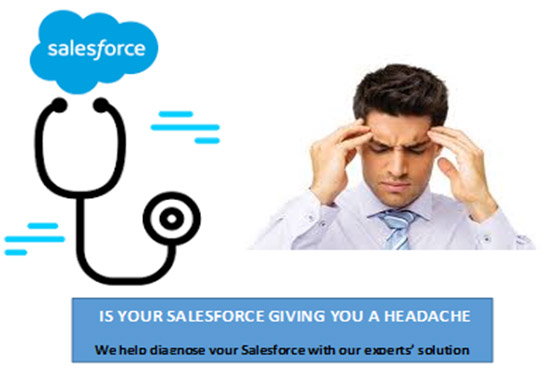 salesforce
IS YOUR SALESFORCE GIVING YOU A HEADACHE
We help diagnose your Salesforce with our experts' solution